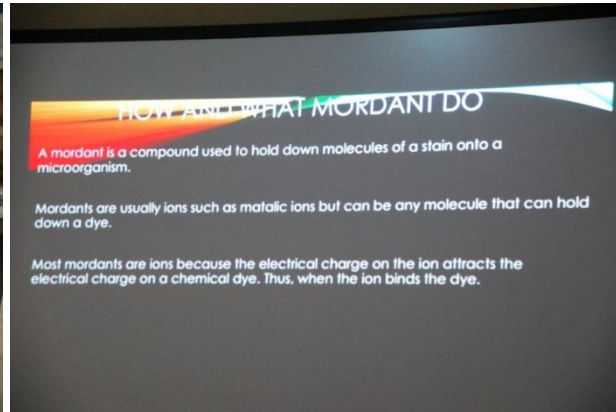 HOW AND WHAT MORDANT DO
A mordant is a compound used to hold down molecules of a stain onto a
microorganism.
Mordants are usually ions such as matalic ions but can be any molecule that can hold
down a dye.
Most mordants are ions because the electrical charge on the ion attracts the
electrical charge on a chemical dye. Thus, when the ion binds the dye.